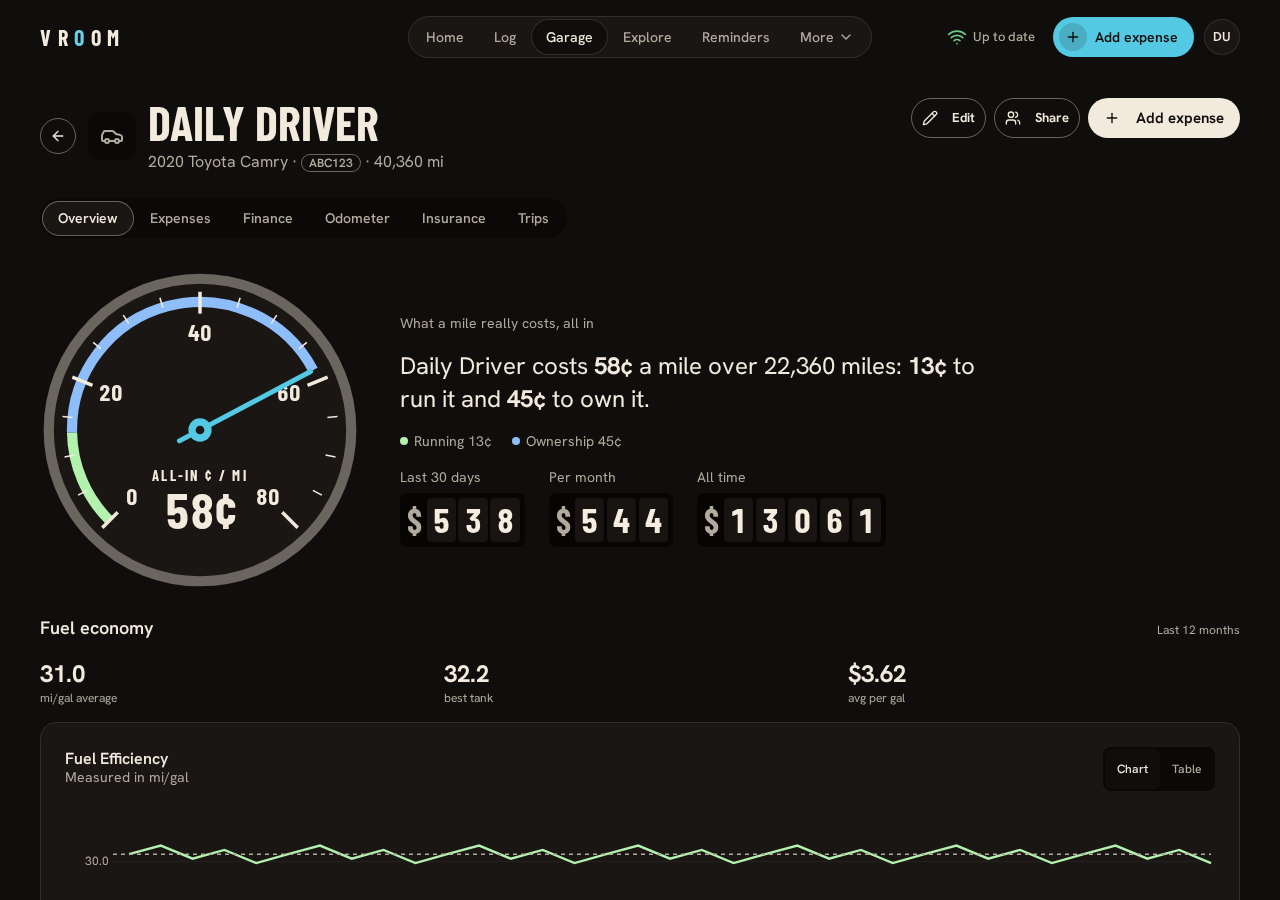 VROOM
Home Log Garage Explore Reminders More
Up to date
Add expense
DU
DAILY DRIVER
2020 Toyota Camry · ABC123 · 40,360 mi
Edit
Share
Add expense
Overview Expenses Finance Odometer Insurance Trips
0
20
40
60
80
ALL-IN ¢ / MI
58¢
What a mile really costs, all in
Daily Driver costs 58¢ a mile over 22,360 miles: 13¢ to
run it and 45¢ to own it.
Running 13¢ Ownership 45¢
Last 30 days
$538
Per month
$544
All time
$13061
Fuel economy
Last 12 months
31.0
mi/gal average
32.2
best tank
$3.62
avg per gal
Fuel Efficiency
Measured in mi/gal
Chart Table
30.0